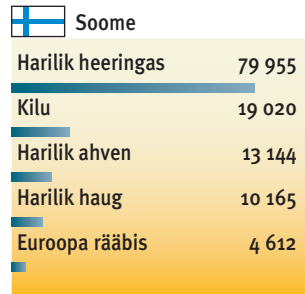 Soome
Harilik heeringas 79 955
Kilu 19 020
Harilik ahven 13 144
Harilik haug 10 165
Euroopa rääbis 4 612